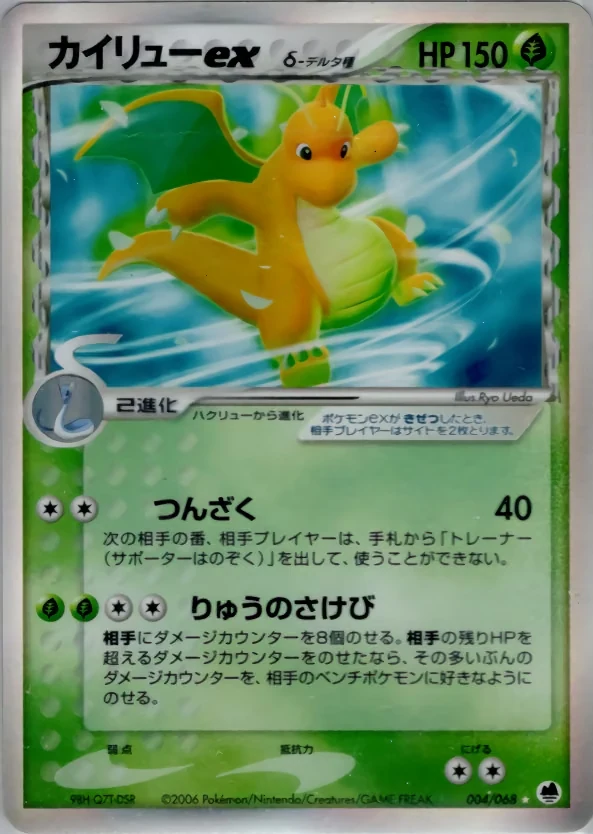 カイリューex δ-デルタ種 HP 150
Illus. Ryo Ueda
2進化 ハクリューから進化
ポケモンexがきぜつしたとき、
相手プレイヤーはサイドを2枚とります。
つんざく 40
次の相手の番、相手プレイヤーは、手札から「トレーナー
(サポーターはのぞく)」を出して、使うことができない。
りゅうのさけび
相手にダメージカウンターを8個のせる。相手の残りHPを
超えるダメージカウンターをのせたなら、その多いぶんの
ダメージカウンターを、相手のベンチポケモンに好きなように
のせる。
弱点 抵抗力 にげる
©2006 Pokémon/Nintendo/Creatures/GAME FREAK. 004/068 ★